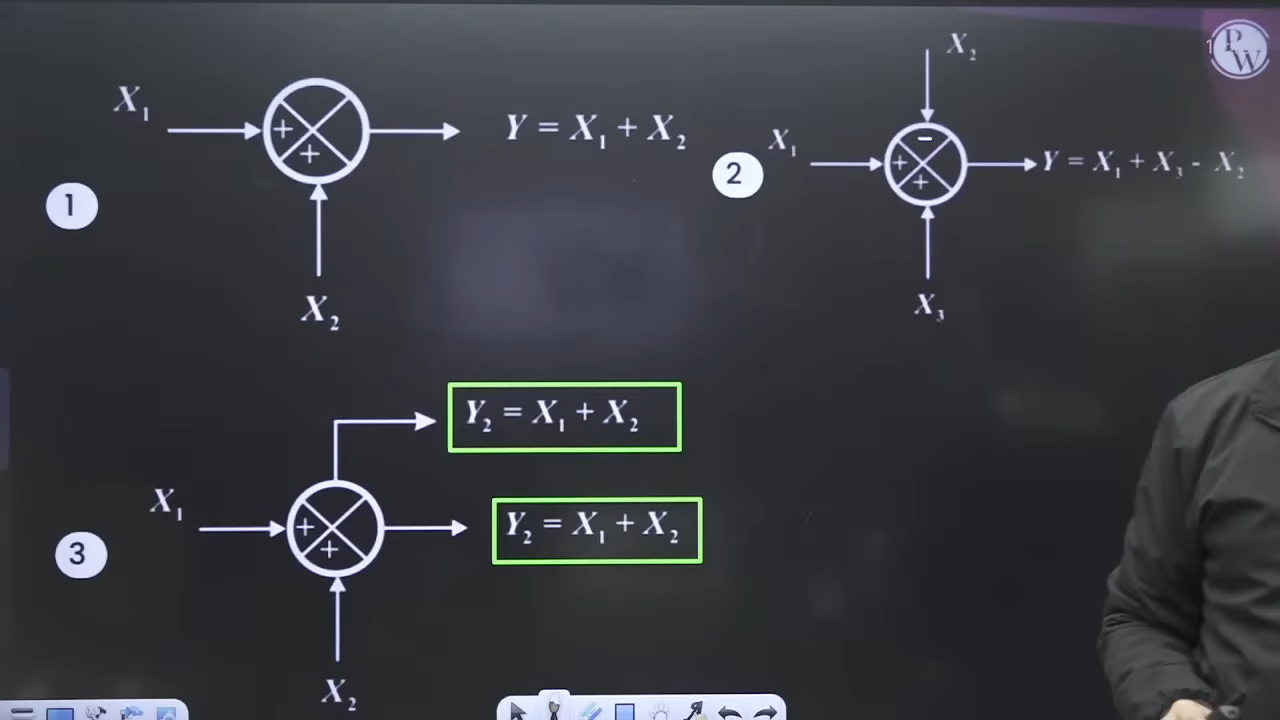 X₁
+
+
Y = X₁ + X₂
X₂
1
X₂
X₁
-
+
+
Y = X₁ + X₃ - X₂
X₃
2
PW
Y₂ = X₁ + X₂
X₁
+
+
Y₂ = X₁ + X₂
X₂
3